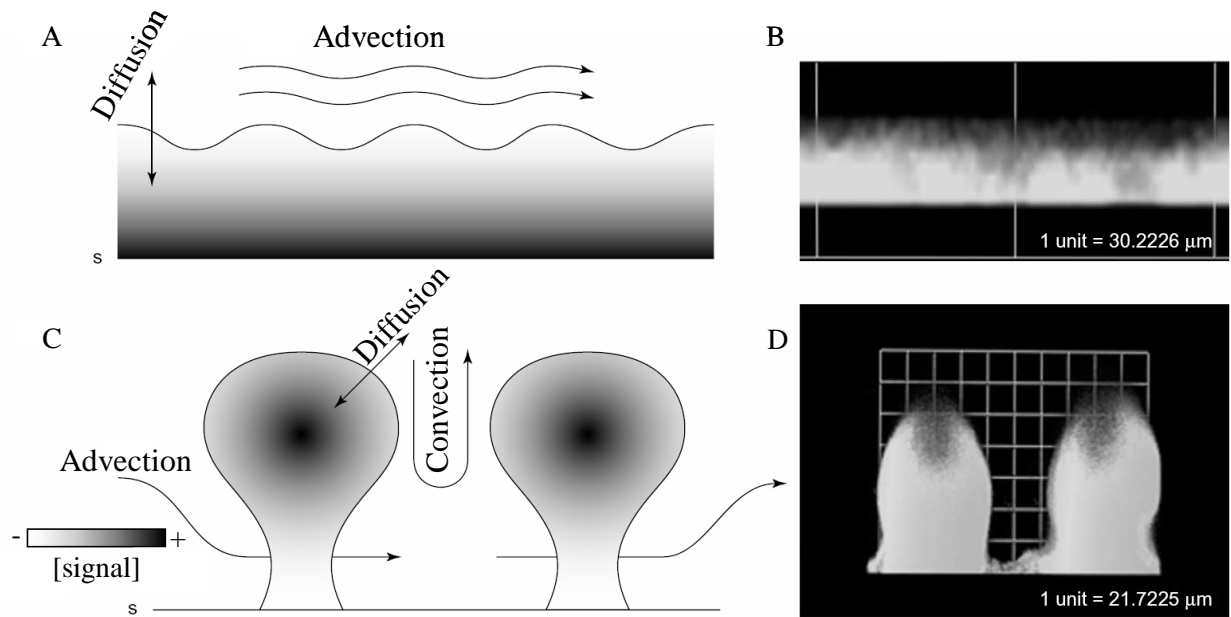 A
Diffusion
Advection
s
B
1 unit = 30.2226 μm
C
Diffusion
Convection
Advection
- +
[signal]
s
D
1 unit = 21.7225 μm